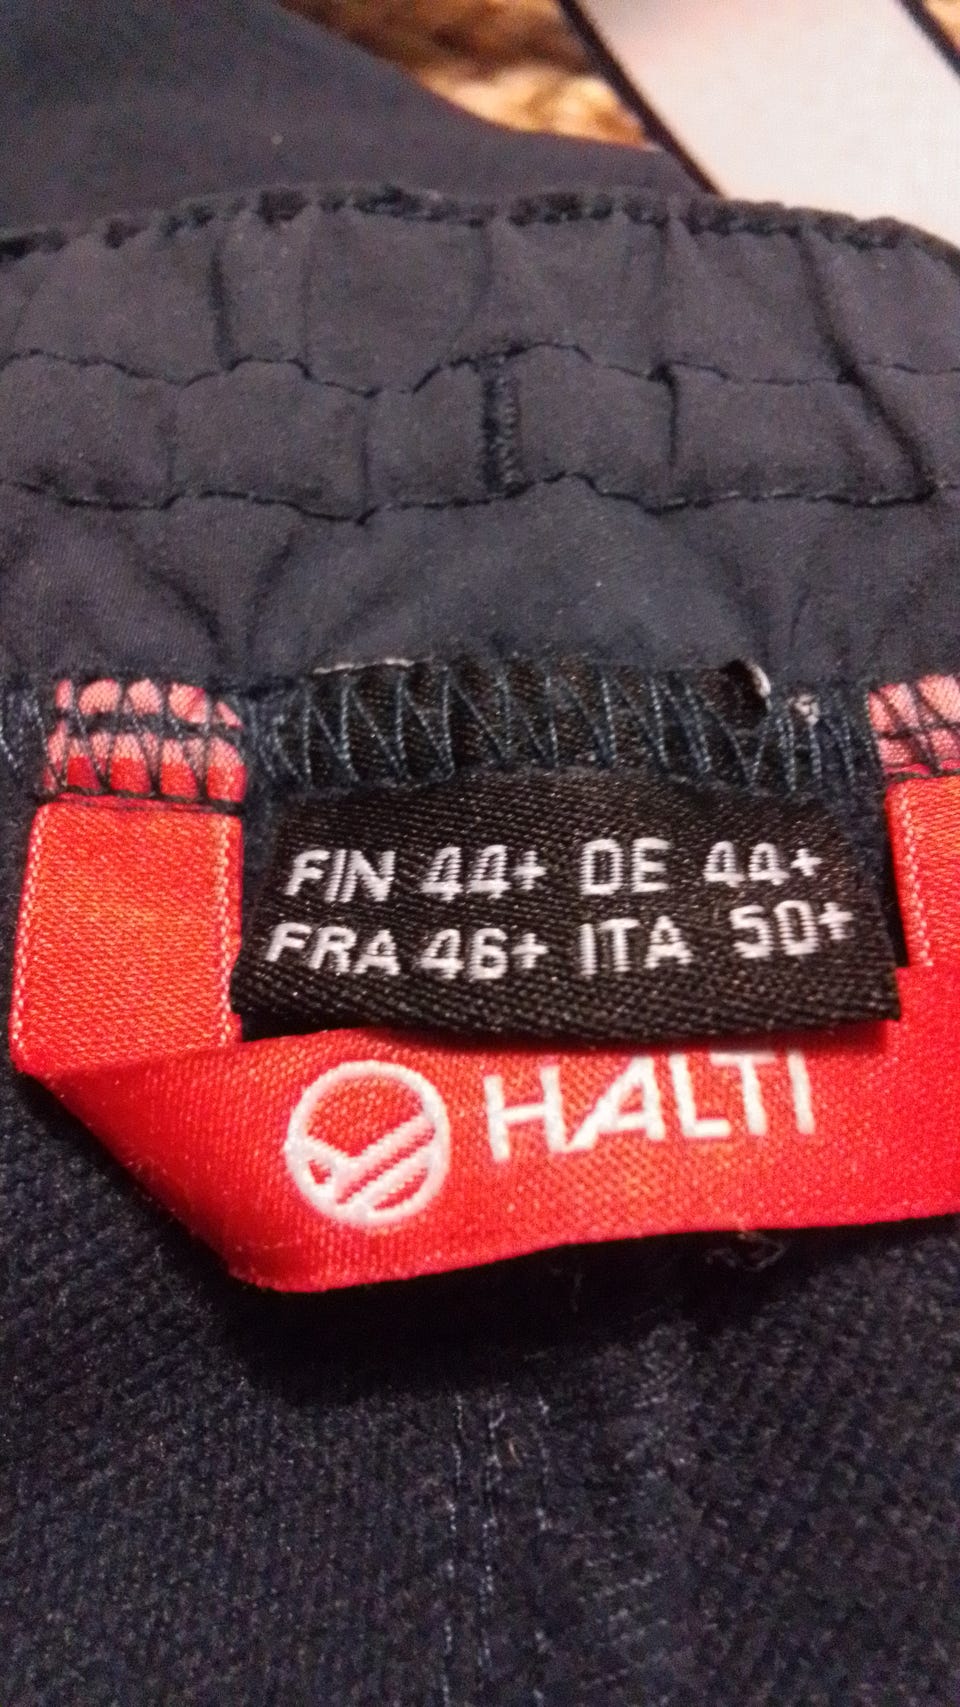 FIN 44+ DE 44+
FRA 46+ ITA 50+
HALTI